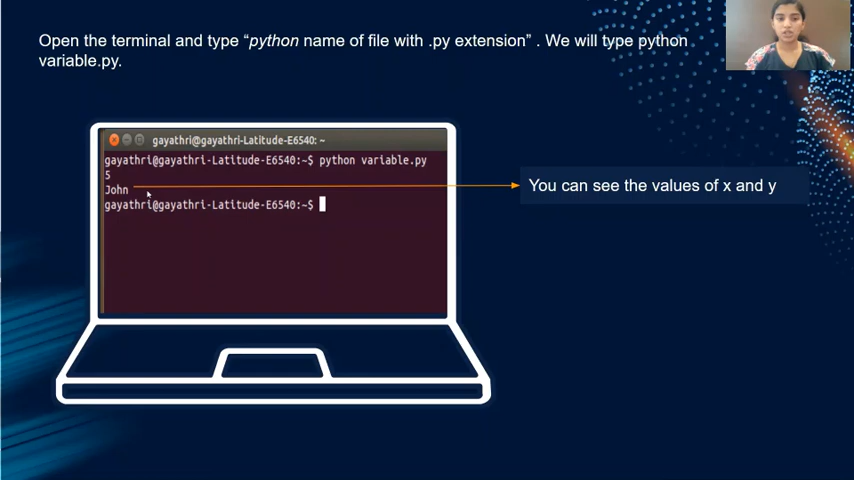 Open the terminal and type “python name of file with .py extension” . We will type python
variable.py.
gayathri@gayathri-Latitude-E6540: ~
gayathri@gayathri-Latitude-E6540:~$ python variable.py
5
John
gayathri@gayathri-Latitude-E6540:~$
You can see the values of x and y